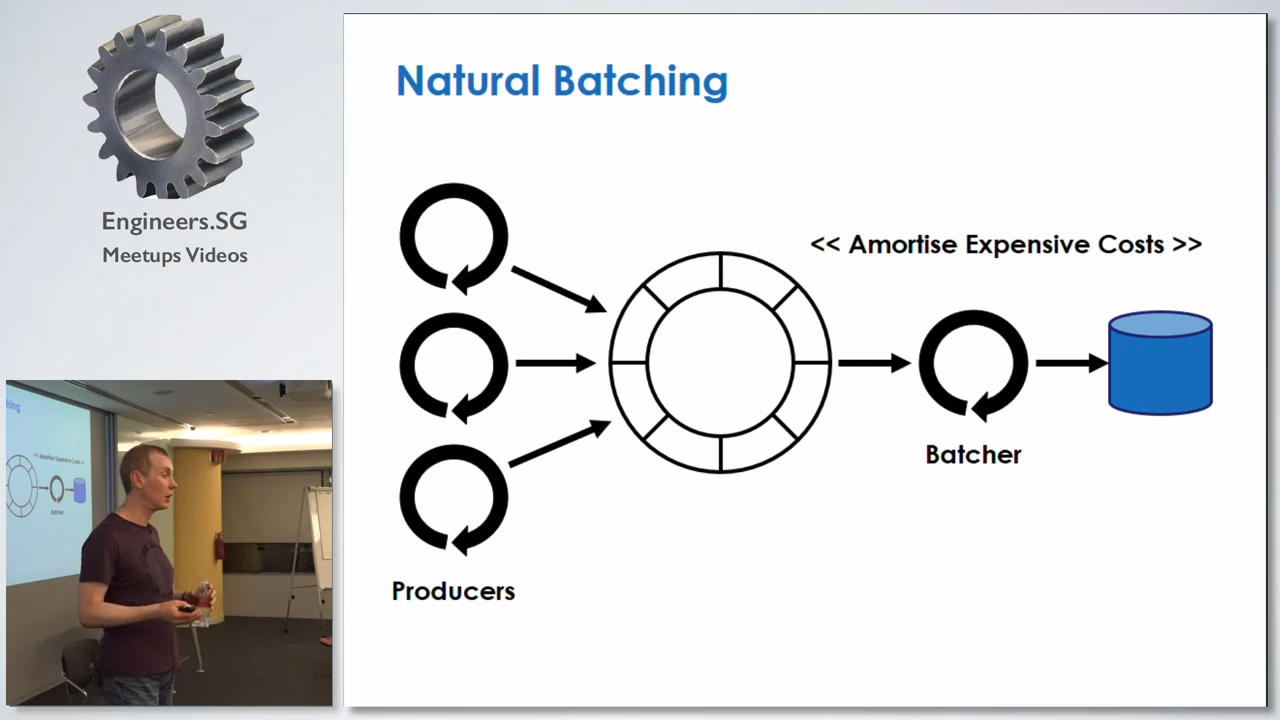 Engineers.SG
Meetups Videos
Natural Batching
<< Amortise Expensive Costs >>
Batcher
Producers